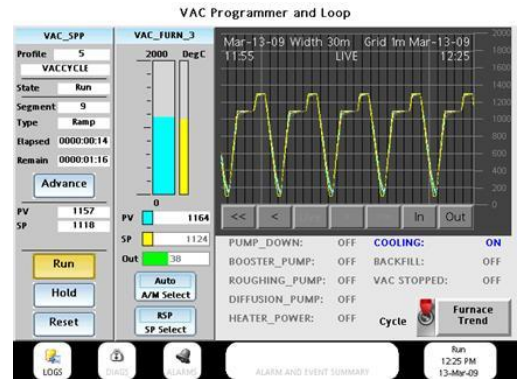 VAC Programmer and Loop
VAC_SPP
Profile 5
VACCYCLE
State Run
Segment 9
Type Ramp
Elapsed 0000:00:14
Remain 0000:01:16
Advance
PV 1157
SP 1118
Run
Hold
Reset
VAC_FURN_3
2000 DegC
0
PV 1164
SP 1124
Out 38
Auto
A/M Select
RSP
SP Select
Mar-13-09 Width 30m Grid 1m Mar-13-09
11:55 LIVE 12:25
2000
1800
1600
1400
1200
1000
800
600
400
200
0
<< < In Out
PUMP_DOWN: OFF COOLING: ON
BOOSTER_PUMP: OFF BACKFILL: OFF
ROUGHING_PUMP: OFF VAC STOPPED: OFF
DIFFUSION_PUMP: OFF
HEATER_POWER: OFF Cycle
Furnace
Trend
LOGS
DIAGS
ALARMS
ALARM AND EVENT SUMMARY
Run
12:25 PM
13-Mar-09